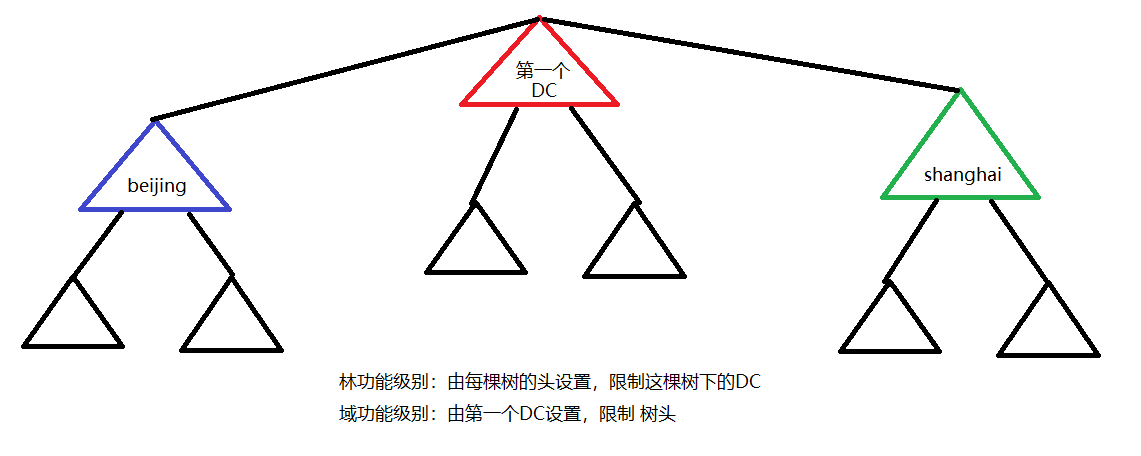 第一个
DC
beijing
shanghai
林功能级别：由每棵树的头设置，限制这棵树下的DC
域功能级别：由第一个DC设置，限制 树头